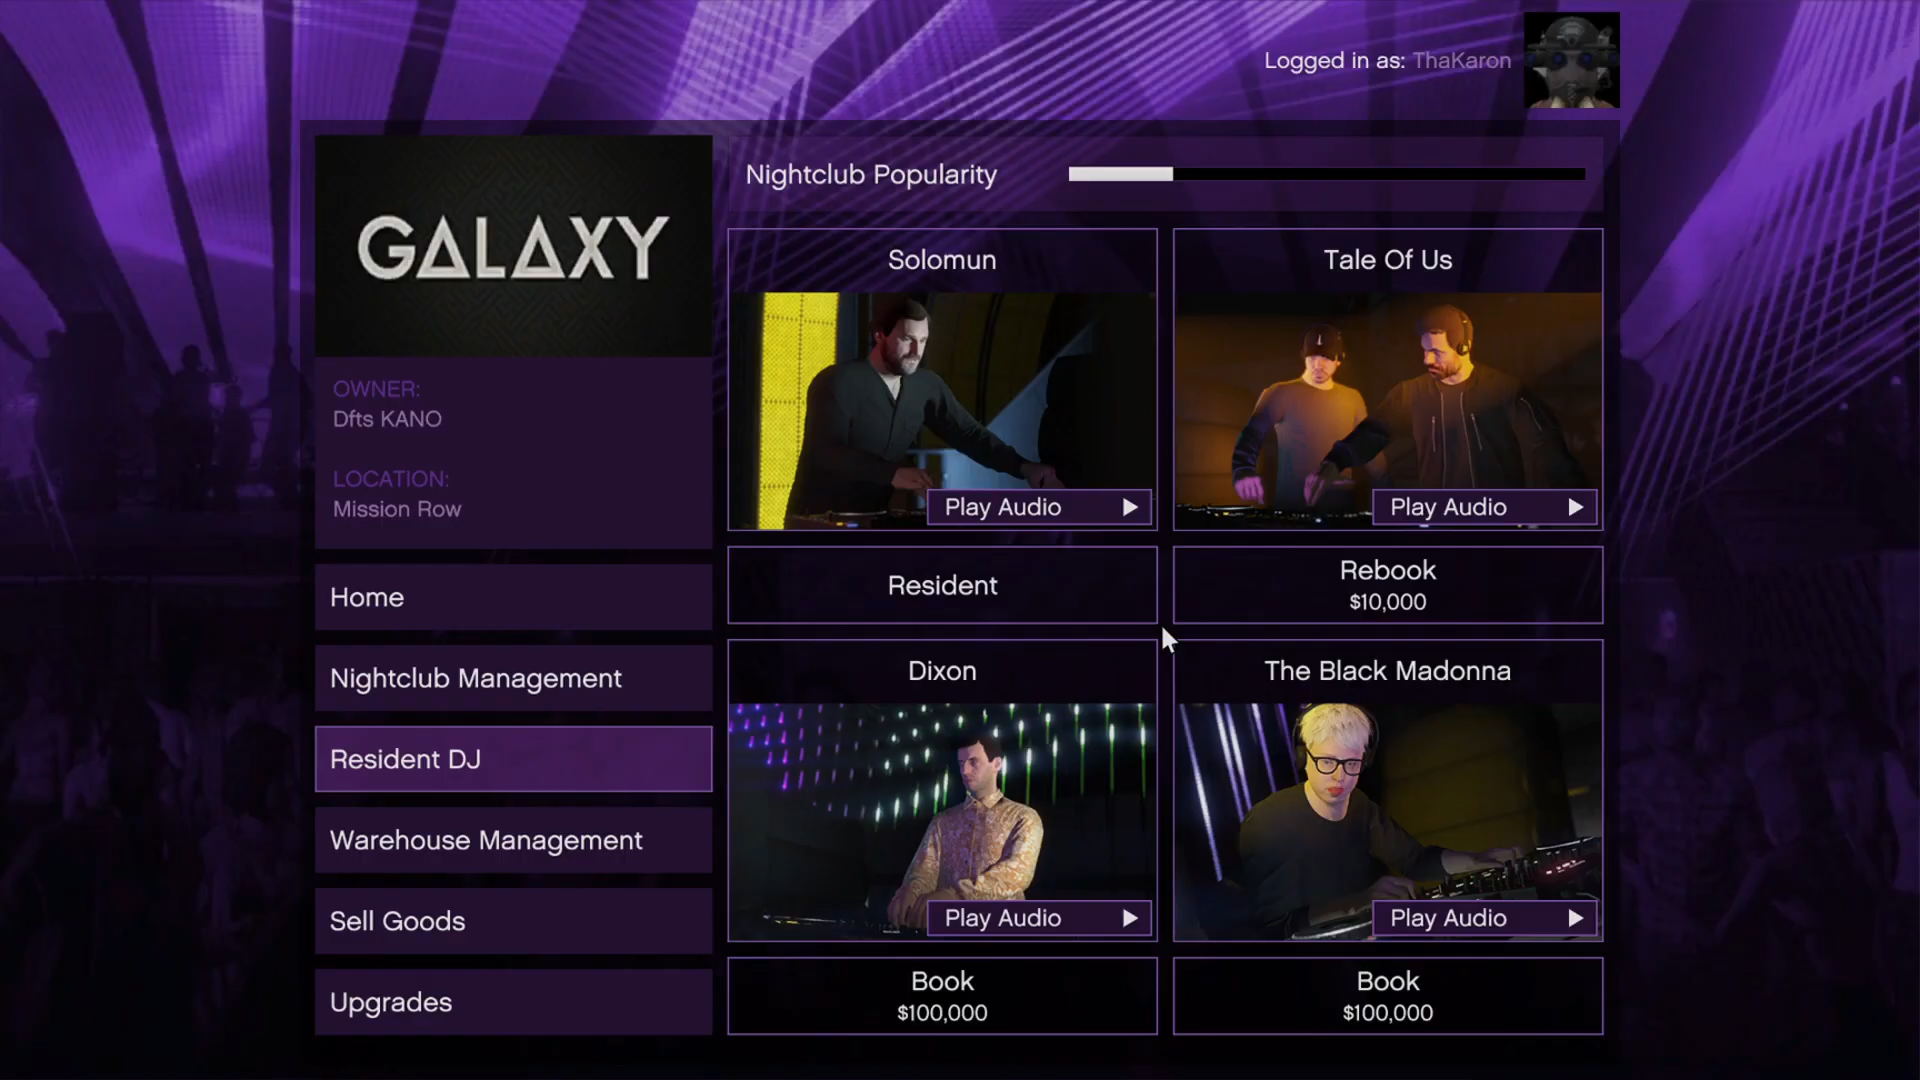 Logged in as: ThaKaron
GALAXY
OWNER:
Dfts KANO
LOCATION:
Mission Row
Home
Nightclub Management
Resident DJ
Warehouse Management
Sell Goods
Upgrades
Nightclub Popularity
Solomun
Play Audio
Resident
Tale Of Us
Play Audio
Rebook
$10,000
Dixon
Play Audio
Book
$100,000
The Black Madonna
Play Audio
Book
$100,000